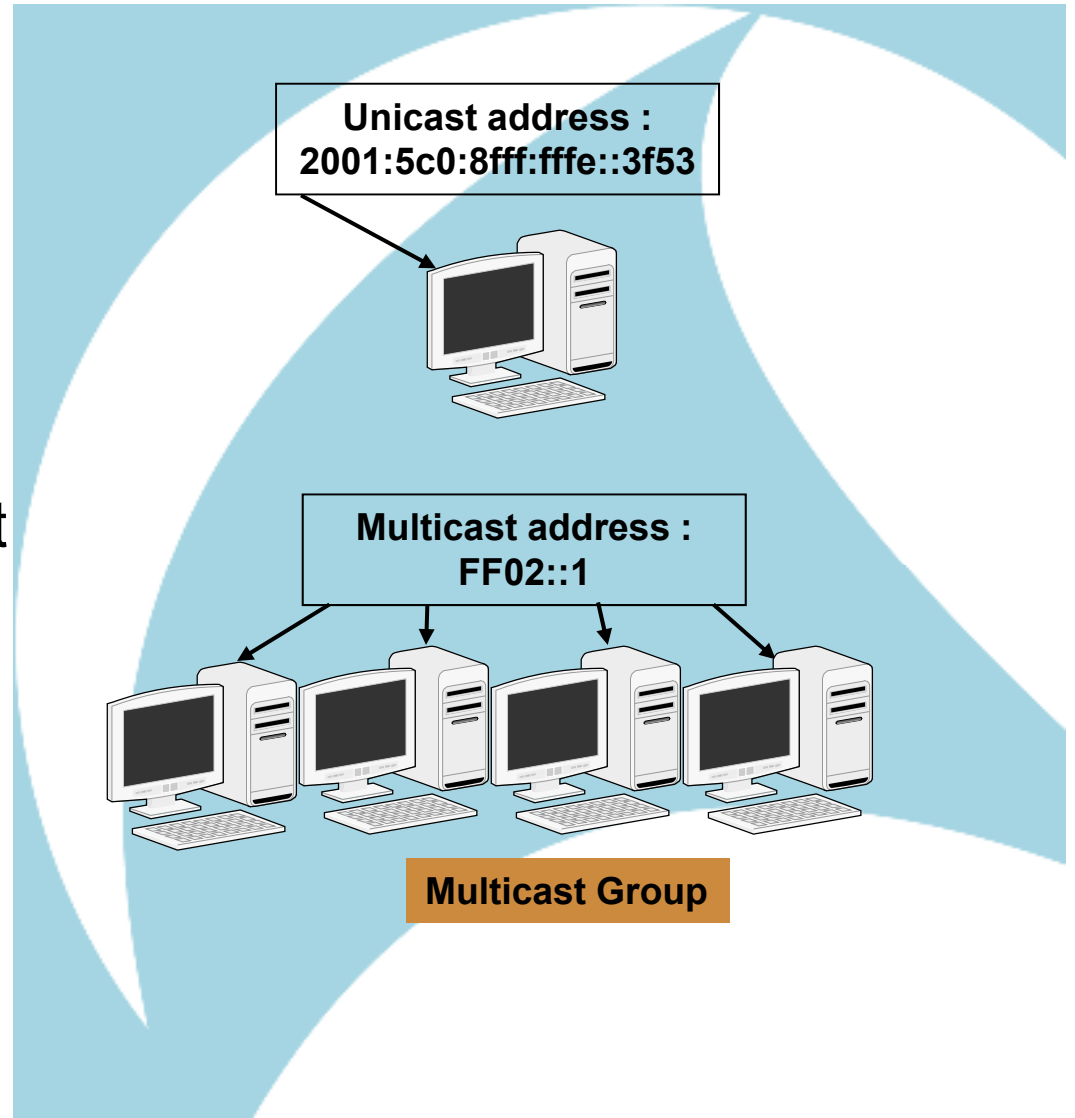 Unicast address :
2001:5c0:8fff:fffe::3f53
t
Multicast address :
FF02::1
Multicast Group